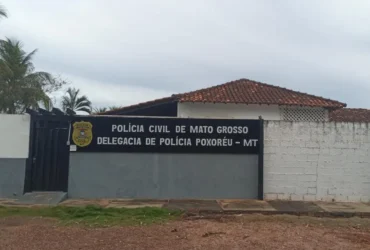 POLÍCIA CIVIL DE MATO GROSSO
DELEGACIA DE POLÍCIA POXORÉU - MT